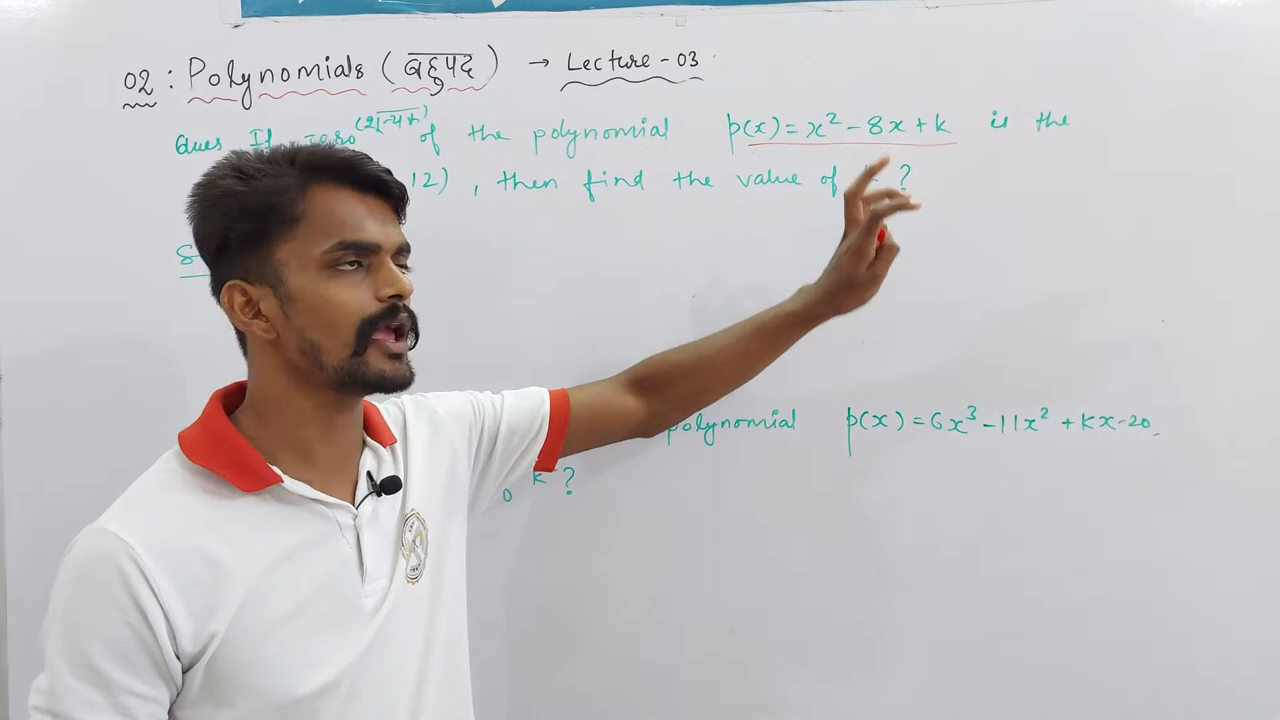 02 : Polynomials (बहुपद) → Lecture - 03
Ques If zero (शून्यक) of the polynomial p(x) = x² - 8x + k is the
12) , then find the value of ?
polynomial p(x) = 6x³ - 11x² + kx - 20
k ?